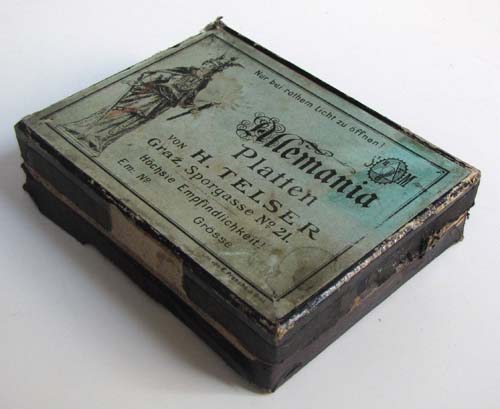 Nur bei rothem Licht zu öffnen!
Allemania
Platten
VON
H. TELSER
Graz, Sporgasse No 21.
Höchste Empfindlichkeit!
Em. No
Grösse